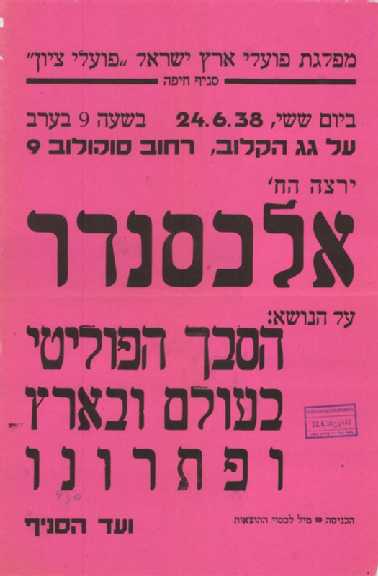 מפלגת פועלי ארץ ישראל „פועלי ציון"
סניף חיפה
ביום ששי, 24.6.38 בשעה 9 בערב
על גג הקלוב, רחוב סוקולוב 9
ירצה הח'
אלכסנדר
על הנושא:
הסבך הפוליטי
בעולם ובארץ
ופתרונו
מיל לכסוי ההוצאות
הכניסה
ועד הסניף